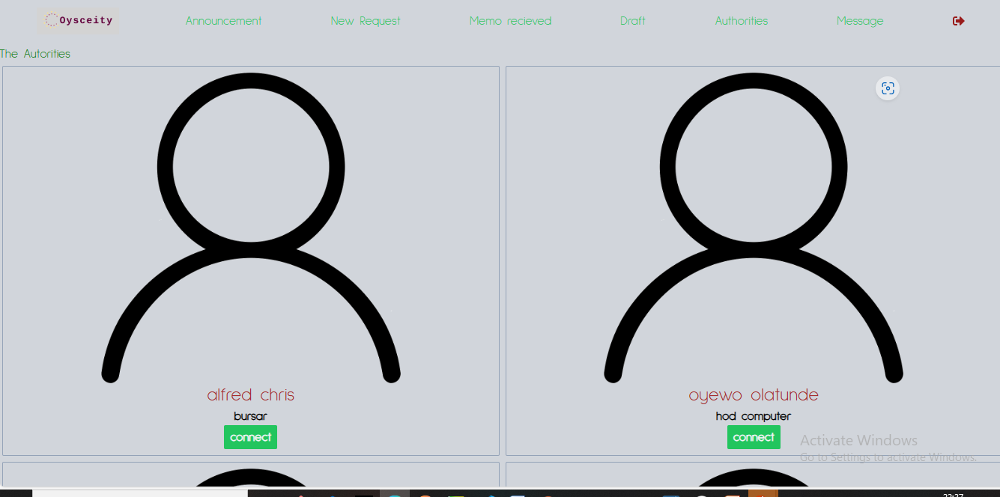 Oysceity Announcement New Request Memo recieved Draft Authorities Message
The Autorities
alfred chris
bursar
connect
oyewo olatunde
hod computer
connect
Activate Windows
Go to Settings to activate Windows.